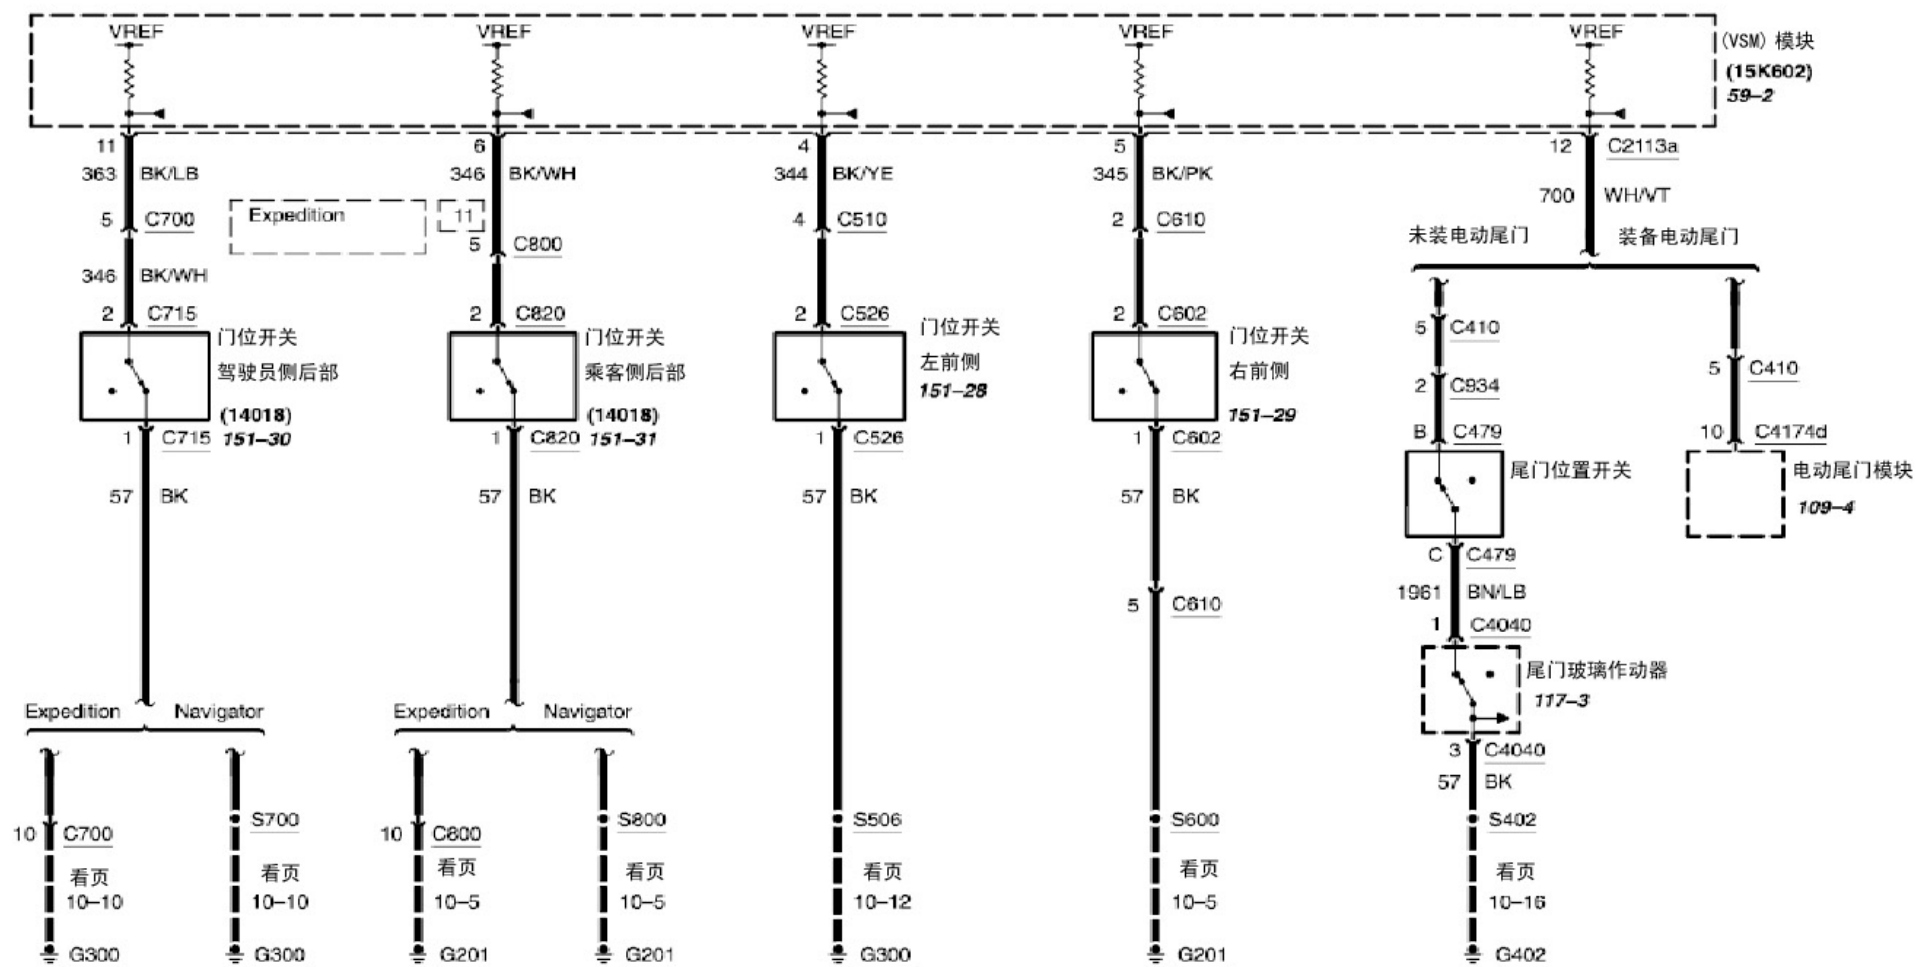 VREF VREF VREF VREF VREF
(VSM) 模块
(15K602)
59–2
11 6 4 5 12 C2113a
363 BK/LB 346 BK/WH 344 BK/YE 345 BK/PK 700 WH/VT
5 C700 Expedition 11 4 C510 2 C610
5 C800
未装电动尾门 装备电动尾门
346 BK/WH
2 C715 2 C820 2 C526 2 C602
门位开关
驾驶员侧后部
(14018)
151–30
门位开关
乘客侧后部
(14018)
151–31
门位开关
左前侧
151–28
门位开关
右前侧
151–29
5 C410
5 C410
2 C934
B C479
10 C4174d
尾门位置开关
电动尾门模块
109–4
1 C715 1 C820 1 C526 1 C602
57 BK 57 BK 57 BK 57 BK
C C479
1961 BN/LB
5 C610
1 C4040
尾门玻璃作动器
117–3
3 C4040
57 BK
Expedition Navigator Expedition Navigator
10 C700 S700 10 C800 S800 S506 S600 S402
看页 看页 看页 看页 看页 看页 看页
10–10 10–10 10–5 10–5 10–12 10–5 10–16
G300 G300 G201 G201 G300 G201 G402